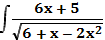 ∫ (6x + 5) / √(6 + x − 2x²)